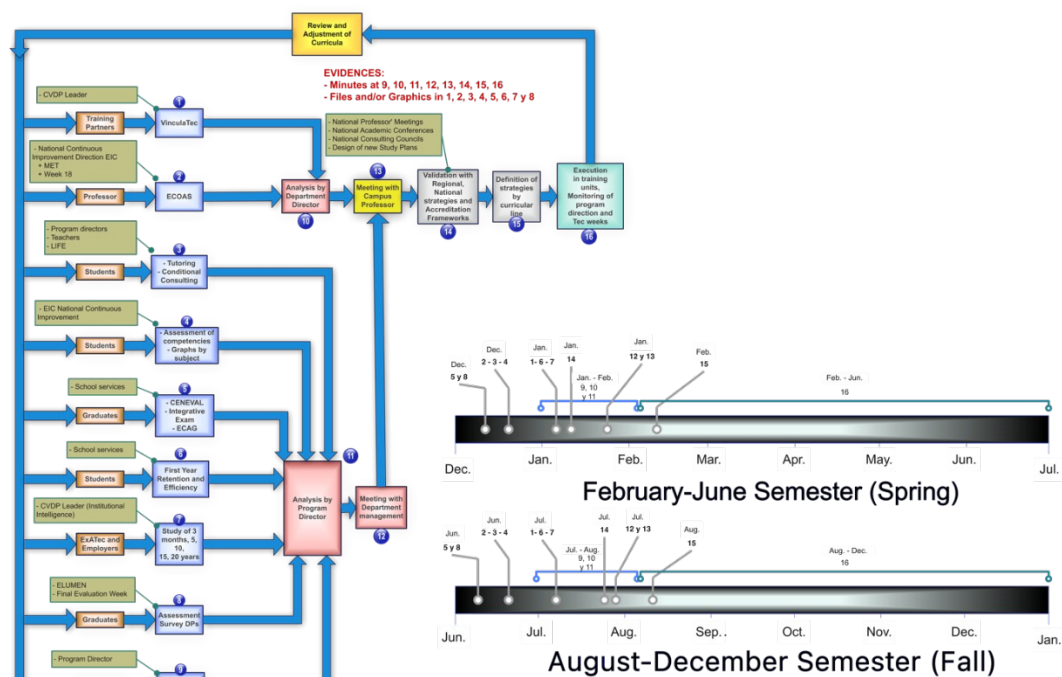 Review and
Adjustment of
Curricula
EVIDENCES:
- Minutes at 9, 10, 11, 12, 13, 14, 15, 16
- Files and/or Graphics in 1, 2, 3, 4, 5, 6, 7 y 8
- CVDP Leader
1
Training
Partners
VinculaTec
- National Professor' Meetings
- National Academic Conferences
- National Consulting Councils
- Design of new Study Plans
- National Continuous
Improvement Direction EIC
+ MET
+ Week 18
2
Professor
ECOAS
Analysis by
Department
Director
10
13
Meeting with
Campus
Professor
Validation with
Regional,
National
strategies and
Accreditation
Frameworks
14
Definition of
strategies
by
curricular
line
15
Execution
in training
units,
Monitoring of
program
direction and
Tec weeks
16
- Program directors
- Teachers
- LIFE
3
Students
- Tutoring
- Conditional
Consulting
- EIC National Continuous
Improvement
4
Students
- Assessment of
competencies
- Graphs by
subject
- School services
5
Graduates
- CENEVAL
- Integrative
Exam
- ECAG
- School services
6
Students
First Year
Retention and
Efficiency
11
Analysis by
Program
Director
Meeting with
Department
management
12
- CVDP Leader (Institutional
Intelligence)
7
ExATec and
Employers
Study of 3
months, 5,
10,
15, 20 years
- ELUMEN
- Final Evaluation Week
8
Graduates
Assessment
Survey DPs
- Program Director
9
Dec.
5 y 8
Dec.
2 - 3 - 4
Jan.
1- 6 - 7
Jan.
14
Jan.
12 y 13
Feb.
15
Jan. - Feb.
9, 10
y 11
Feb. - Jun.
16
Dec. Jan. Feb. Mar. Apr. May. Jun. Jul.
February-June Semester (Spring)
Jun.
5 y 8
Jun.
2 - 3 - 4
Jul.
1- 6 - 7
Jul.
14
Jul.
12 y 13
Aug.
15
Jul. - Aug.
9, 10
y 11
Aug. - Dec.
16
Jun. Jul. Aug. Sep.. Oct. Nov. Dec. Jan.
August-December Semester (Fall)